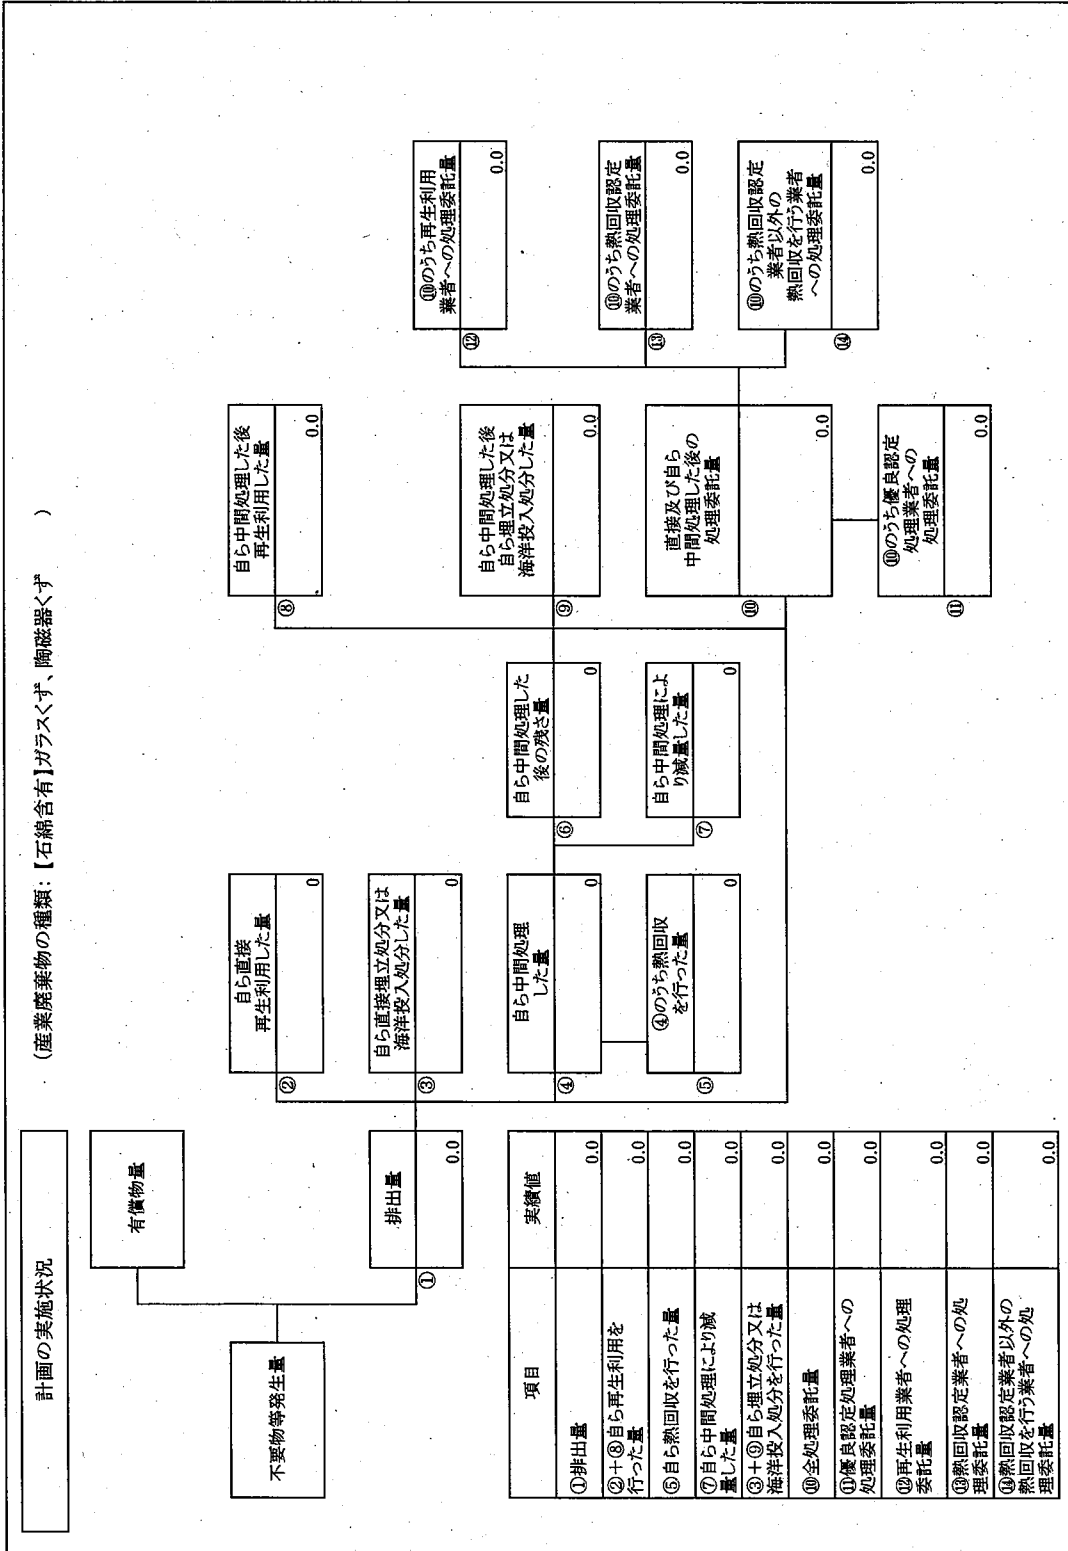 計画の実施状況
(産業廃棄物の種類：【石綿含有】ガラスくず、陶磁器くず )
不要物等発生量
有償物量
①
排出量
0.0
②
自ら直接
再生利用した量
0
③
自ら直接埋立処分又は
海洋投入処分した量
0
④
自ら中間処理
した量
0
⑤
④のうち熱回収
を行った量
0
⑥
自ら中間処理した
後の残さ量
0
⑦
自ら中間処理によ
り減量した量
0
⑧
自ら中間処理した後
再生利用した量
0.0
⑨
自ら中間処理した後
自ら埋立処分又は
海洋投入処分した量
0.0
⑩
直接及び自ら
中間処理した後の
処理委託量
0.0
⑪
⑩のうち優良認定
処理業者への
処理委託量
0.0
⑫
⑩のうち再生利用
業者への処理委託量
0.0
⑬
⑩のうち熱回収認定
業者への処理委託量
0.0
⑭
⑩のうち熱回収認定
業者以外の
熱回収を行う業者
への処理委託量
0.0
項目 実績値
①排出量 0.0
②＋⑧自ら再生利用を
行った量 0.0
⑤自ら熱回収を行った量 0.0
⑦自ら中間処理により減
量した量 0.0
③＋⑨自ら埋立処分又は
海洋投入処分を行った量 0.0
⑩全処理委託量 0.0
⑪優良認定処理業者への
処理委託量 0.0
⑫再生利用業者への処理
委託量 0.0
⑬熱回収認定業者への処
理委託量 0.0
⑭熱回収認定業者以外の
熱回収を行う業者への処
理委託量 0.0